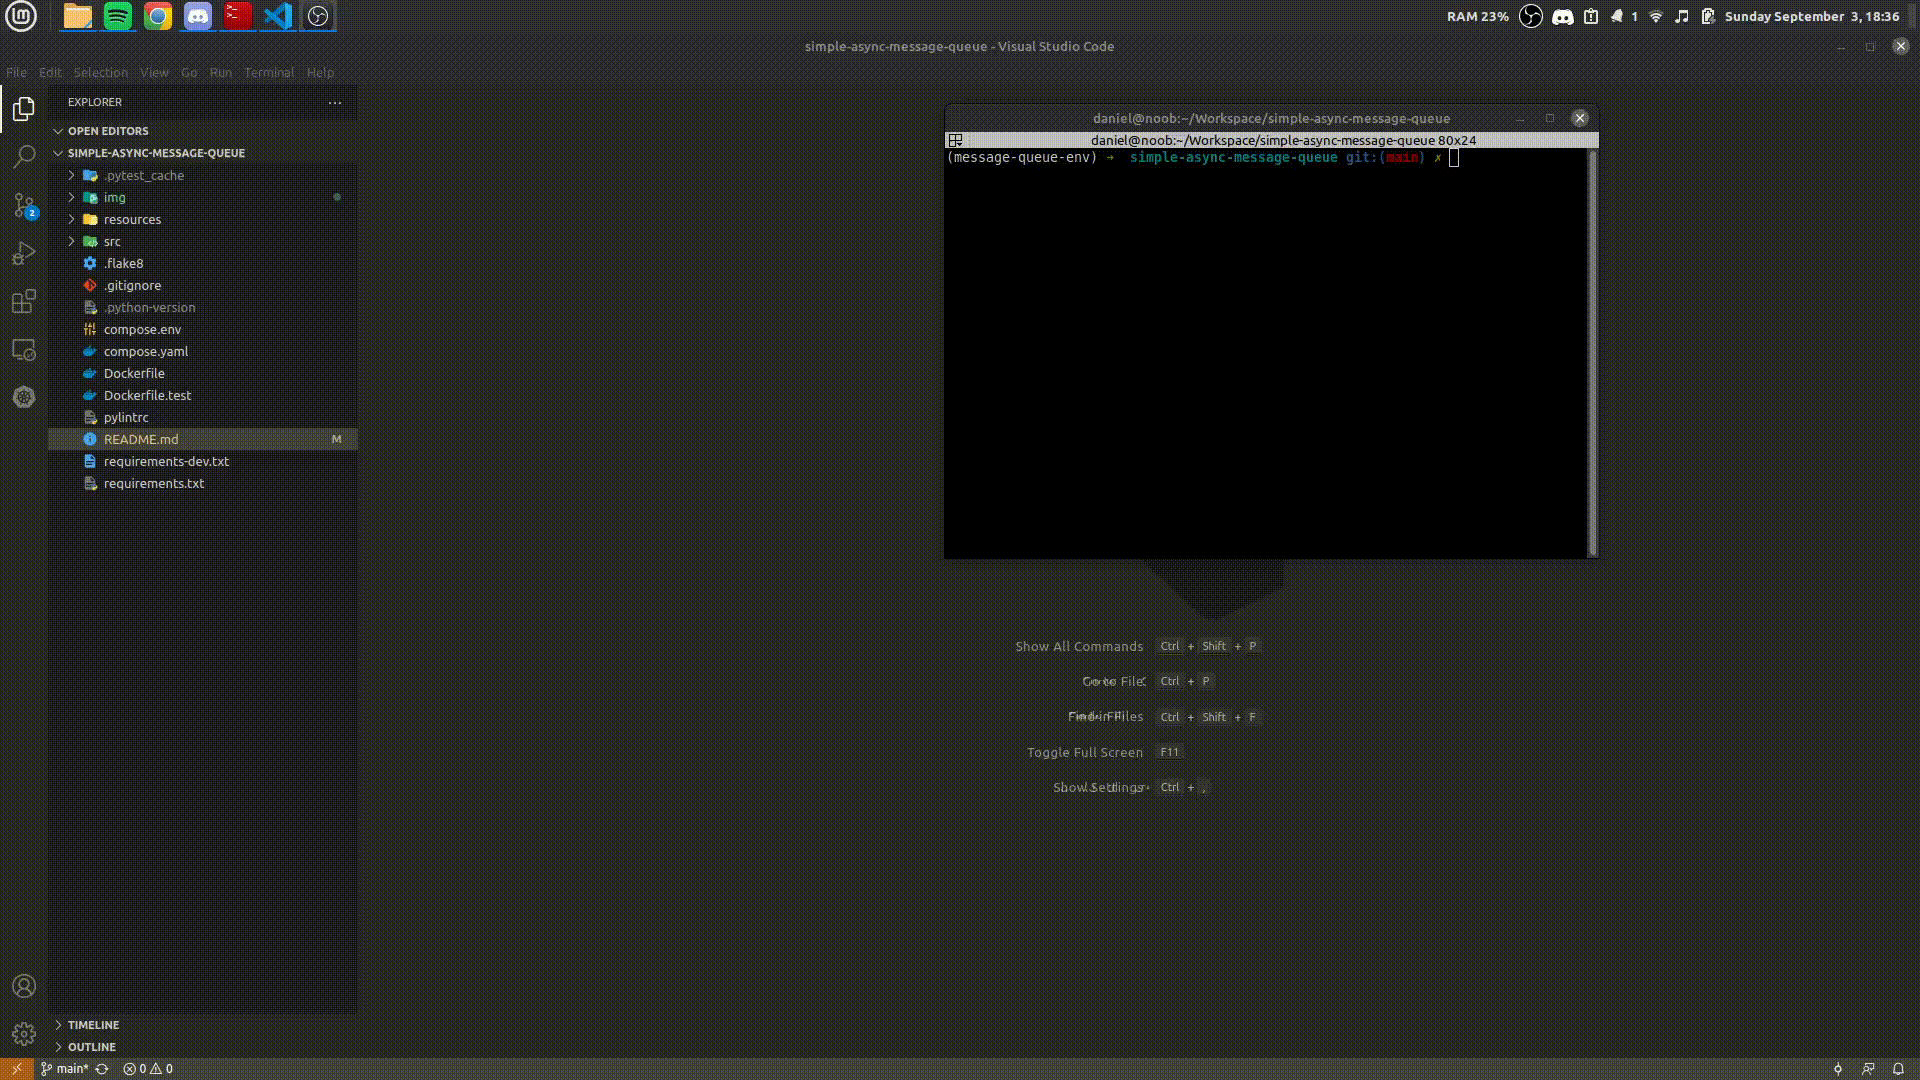 RAM 23% 1 Sunday September 3, 18:36
simple-async-message-queue - Visual Studio Code
File Edit Selection View Go Run Terminal Help
EXPLORER
OPEN EDITORS
SIMPLE-ASYNC-MESSAGE-QUEUE
.pytest_cache
img
resources
src
.flake8
.gitignore
.python-version
compose.env
compose.yaml
Dockerfile
Dockerfile.test
pylintrc
README.md M
requirements-dev.txt
requirements.txt
2
daniel@noob:~/Workspace/simple-async-message-queue
daniel@noob:~/Workspace/simple-async-message-queue 80x24
(message-queue-env) → simple-async-message-queue git:(main) ✗
Show All Commands Ctrl + Shift + P
Go to File Ctrl + P
Find in Files Ctrl + Shift + F
Toggle Full Screen F11
Show Settings Ctrl + ,
TIMELINE
OUTLINE
main* 0 0